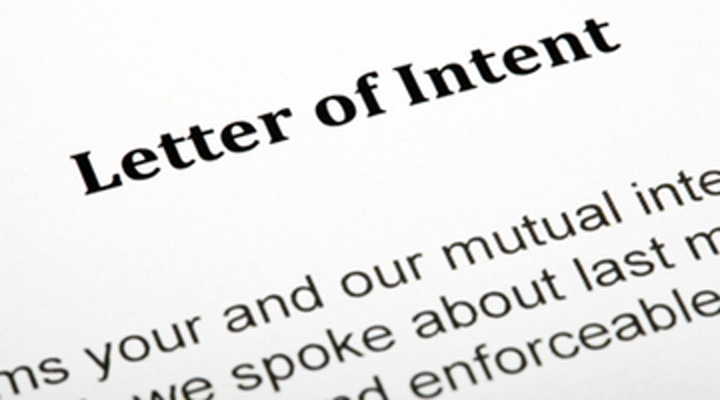 Letter of Intent
your and our mutual
we spoke about last
enforceable